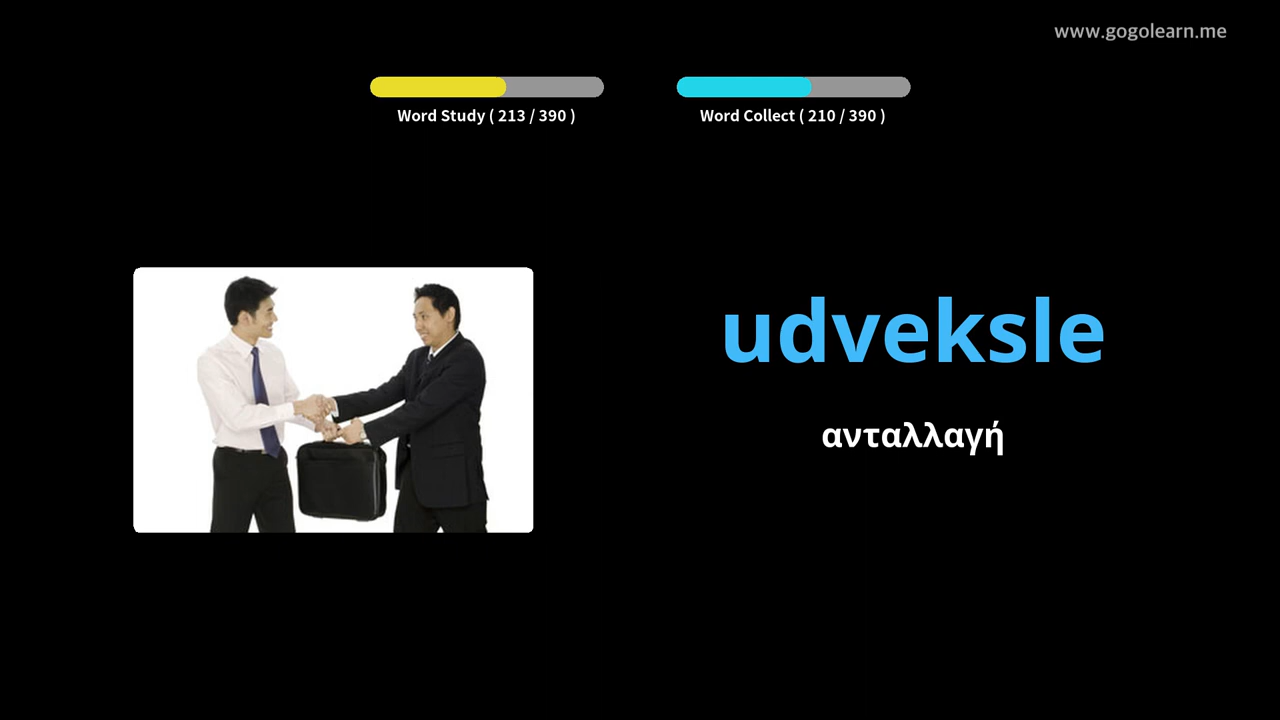 www.gogolearn.me
Word Study ( 213 / 390 )
Word Collect ( 210 / 390 )
udveksle
ανταλλαγή